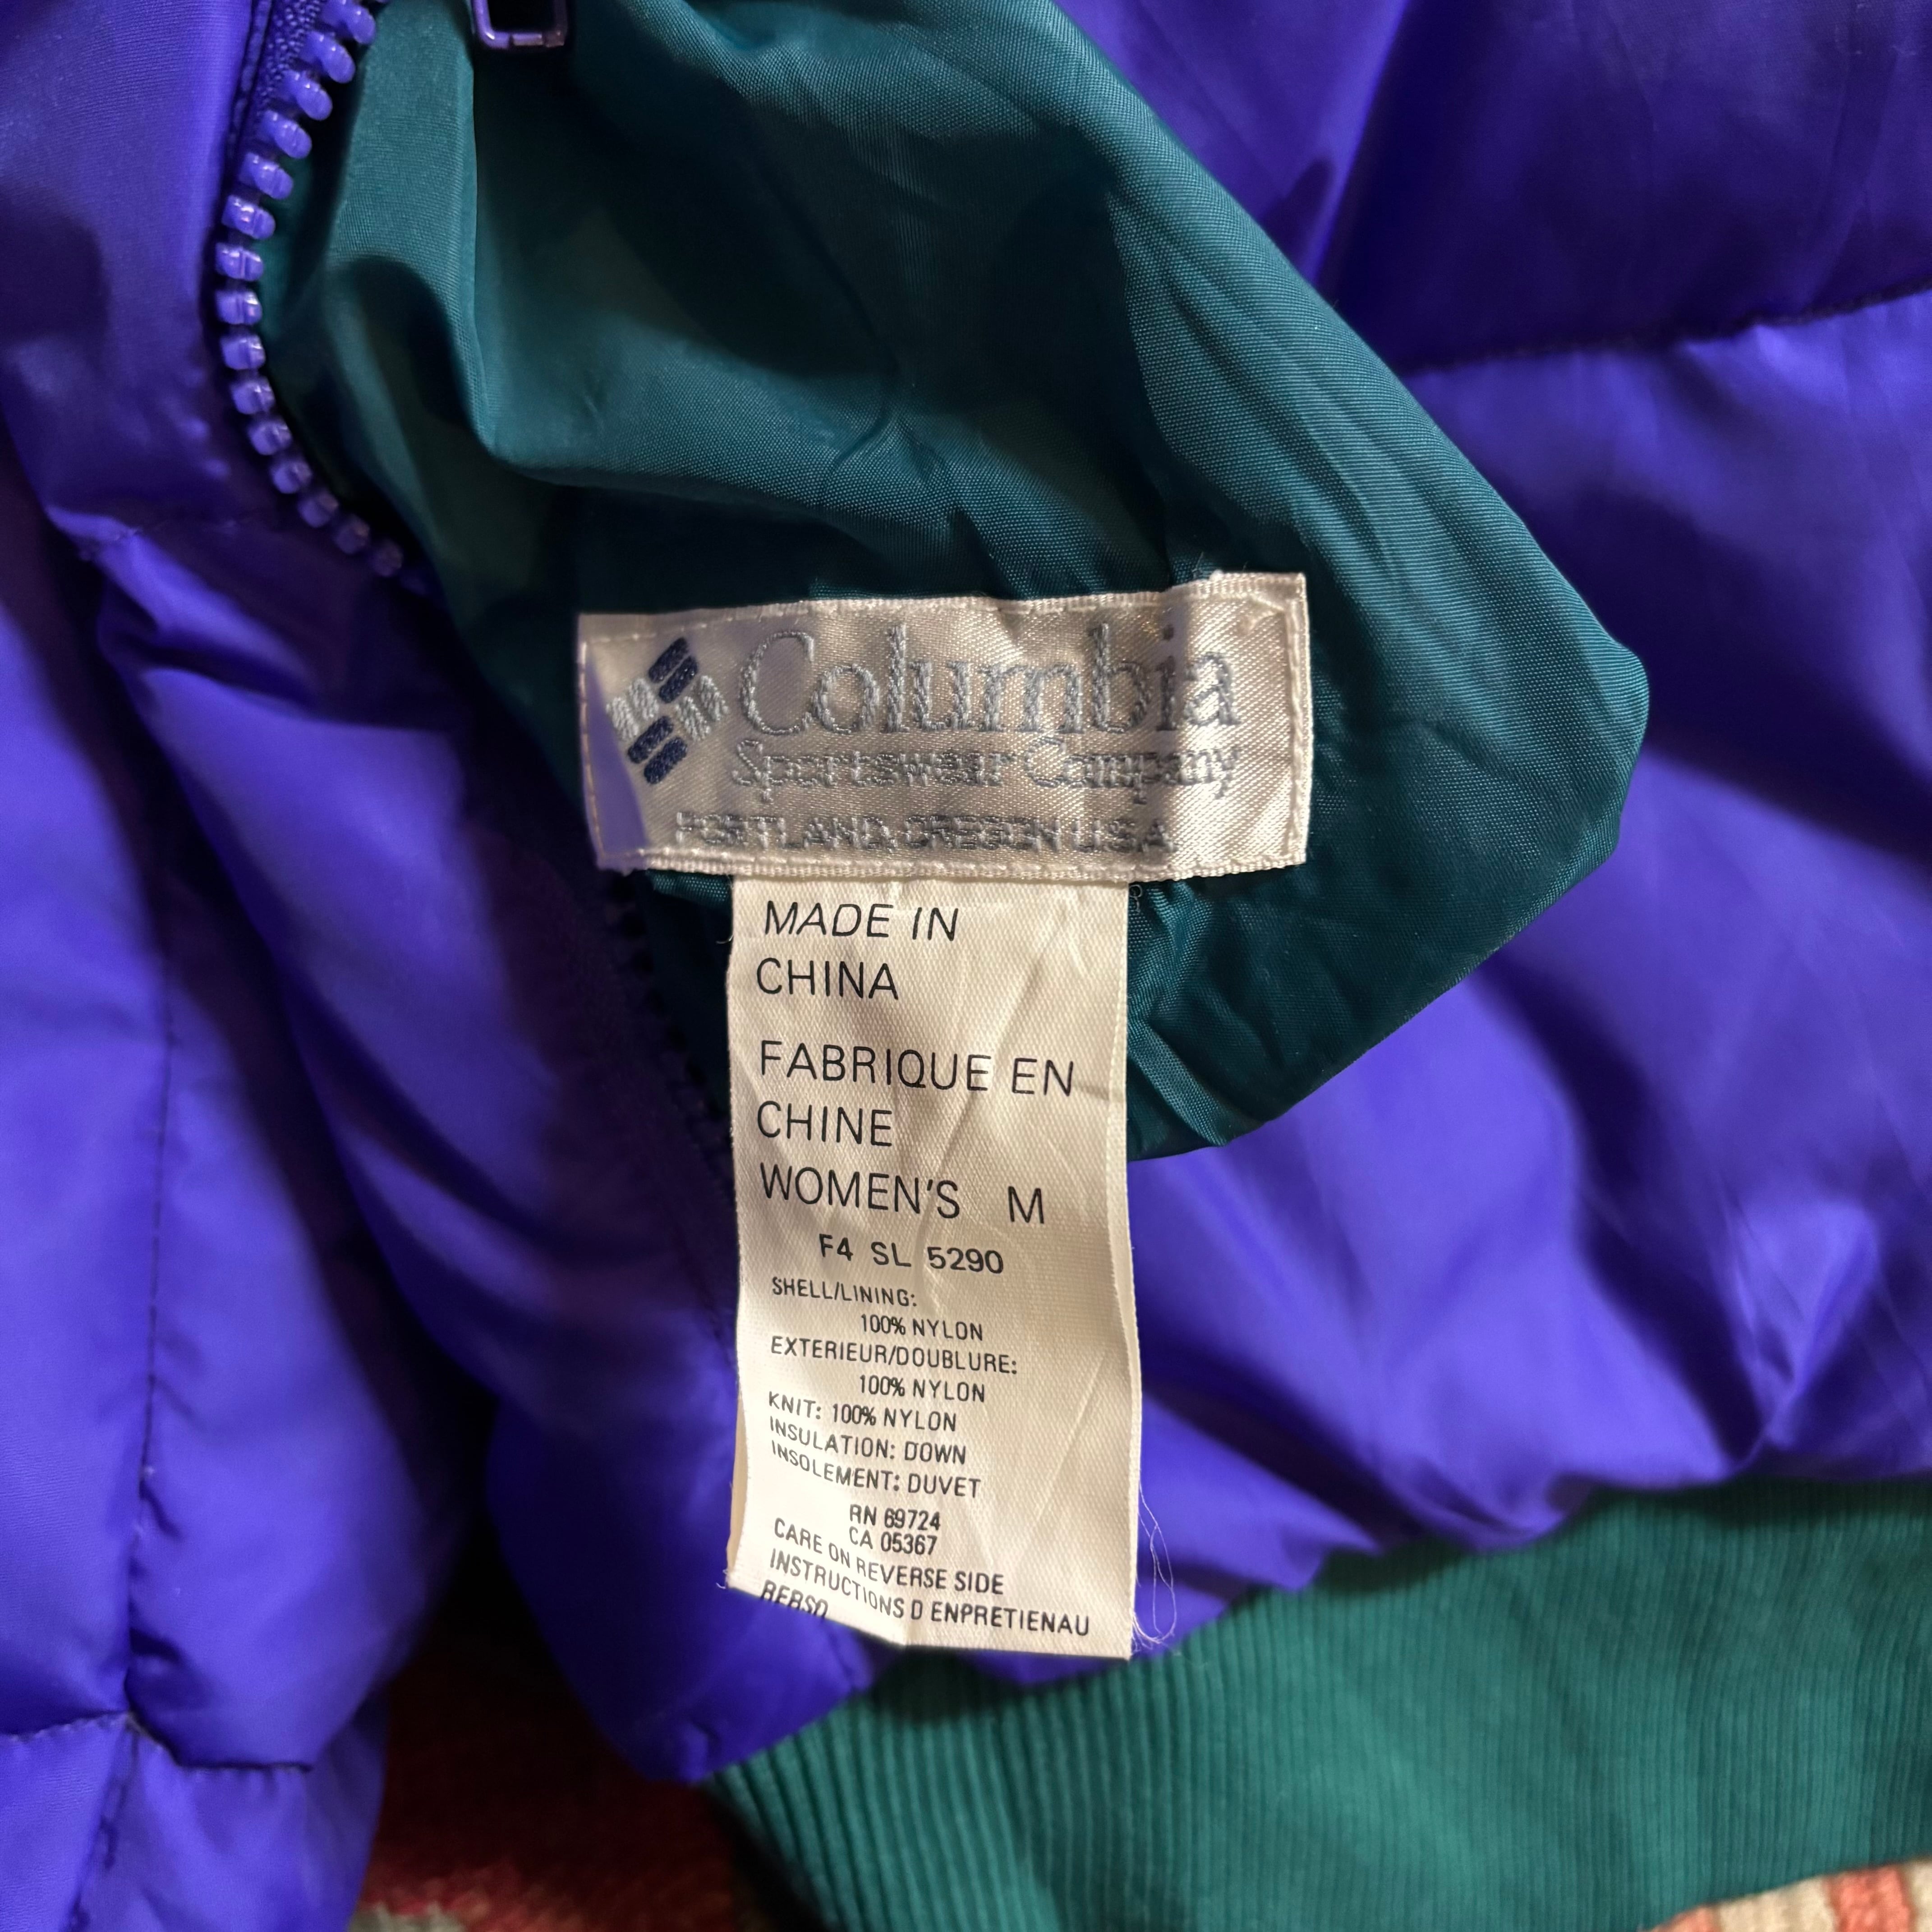 Columbia
Sportswear Company
PORTLAND, OREGON U.S.A
MADE IN
CHINA
FABRIQUE EN
CHINE
WOMEN'S M
F4 SL 5290
SHELL/LINING:
100% NYLON
EXTERIEUR/DOUBLURE:
100% NYLON
KNIT: 100% NYLON
INSULATION: DOWN
INSOLEMENT: DUVET
RN 69724
CA 05367
CARE ON REVERSE SIDE
INSTRUCTIONS D ENPRETIENAU
BERSO